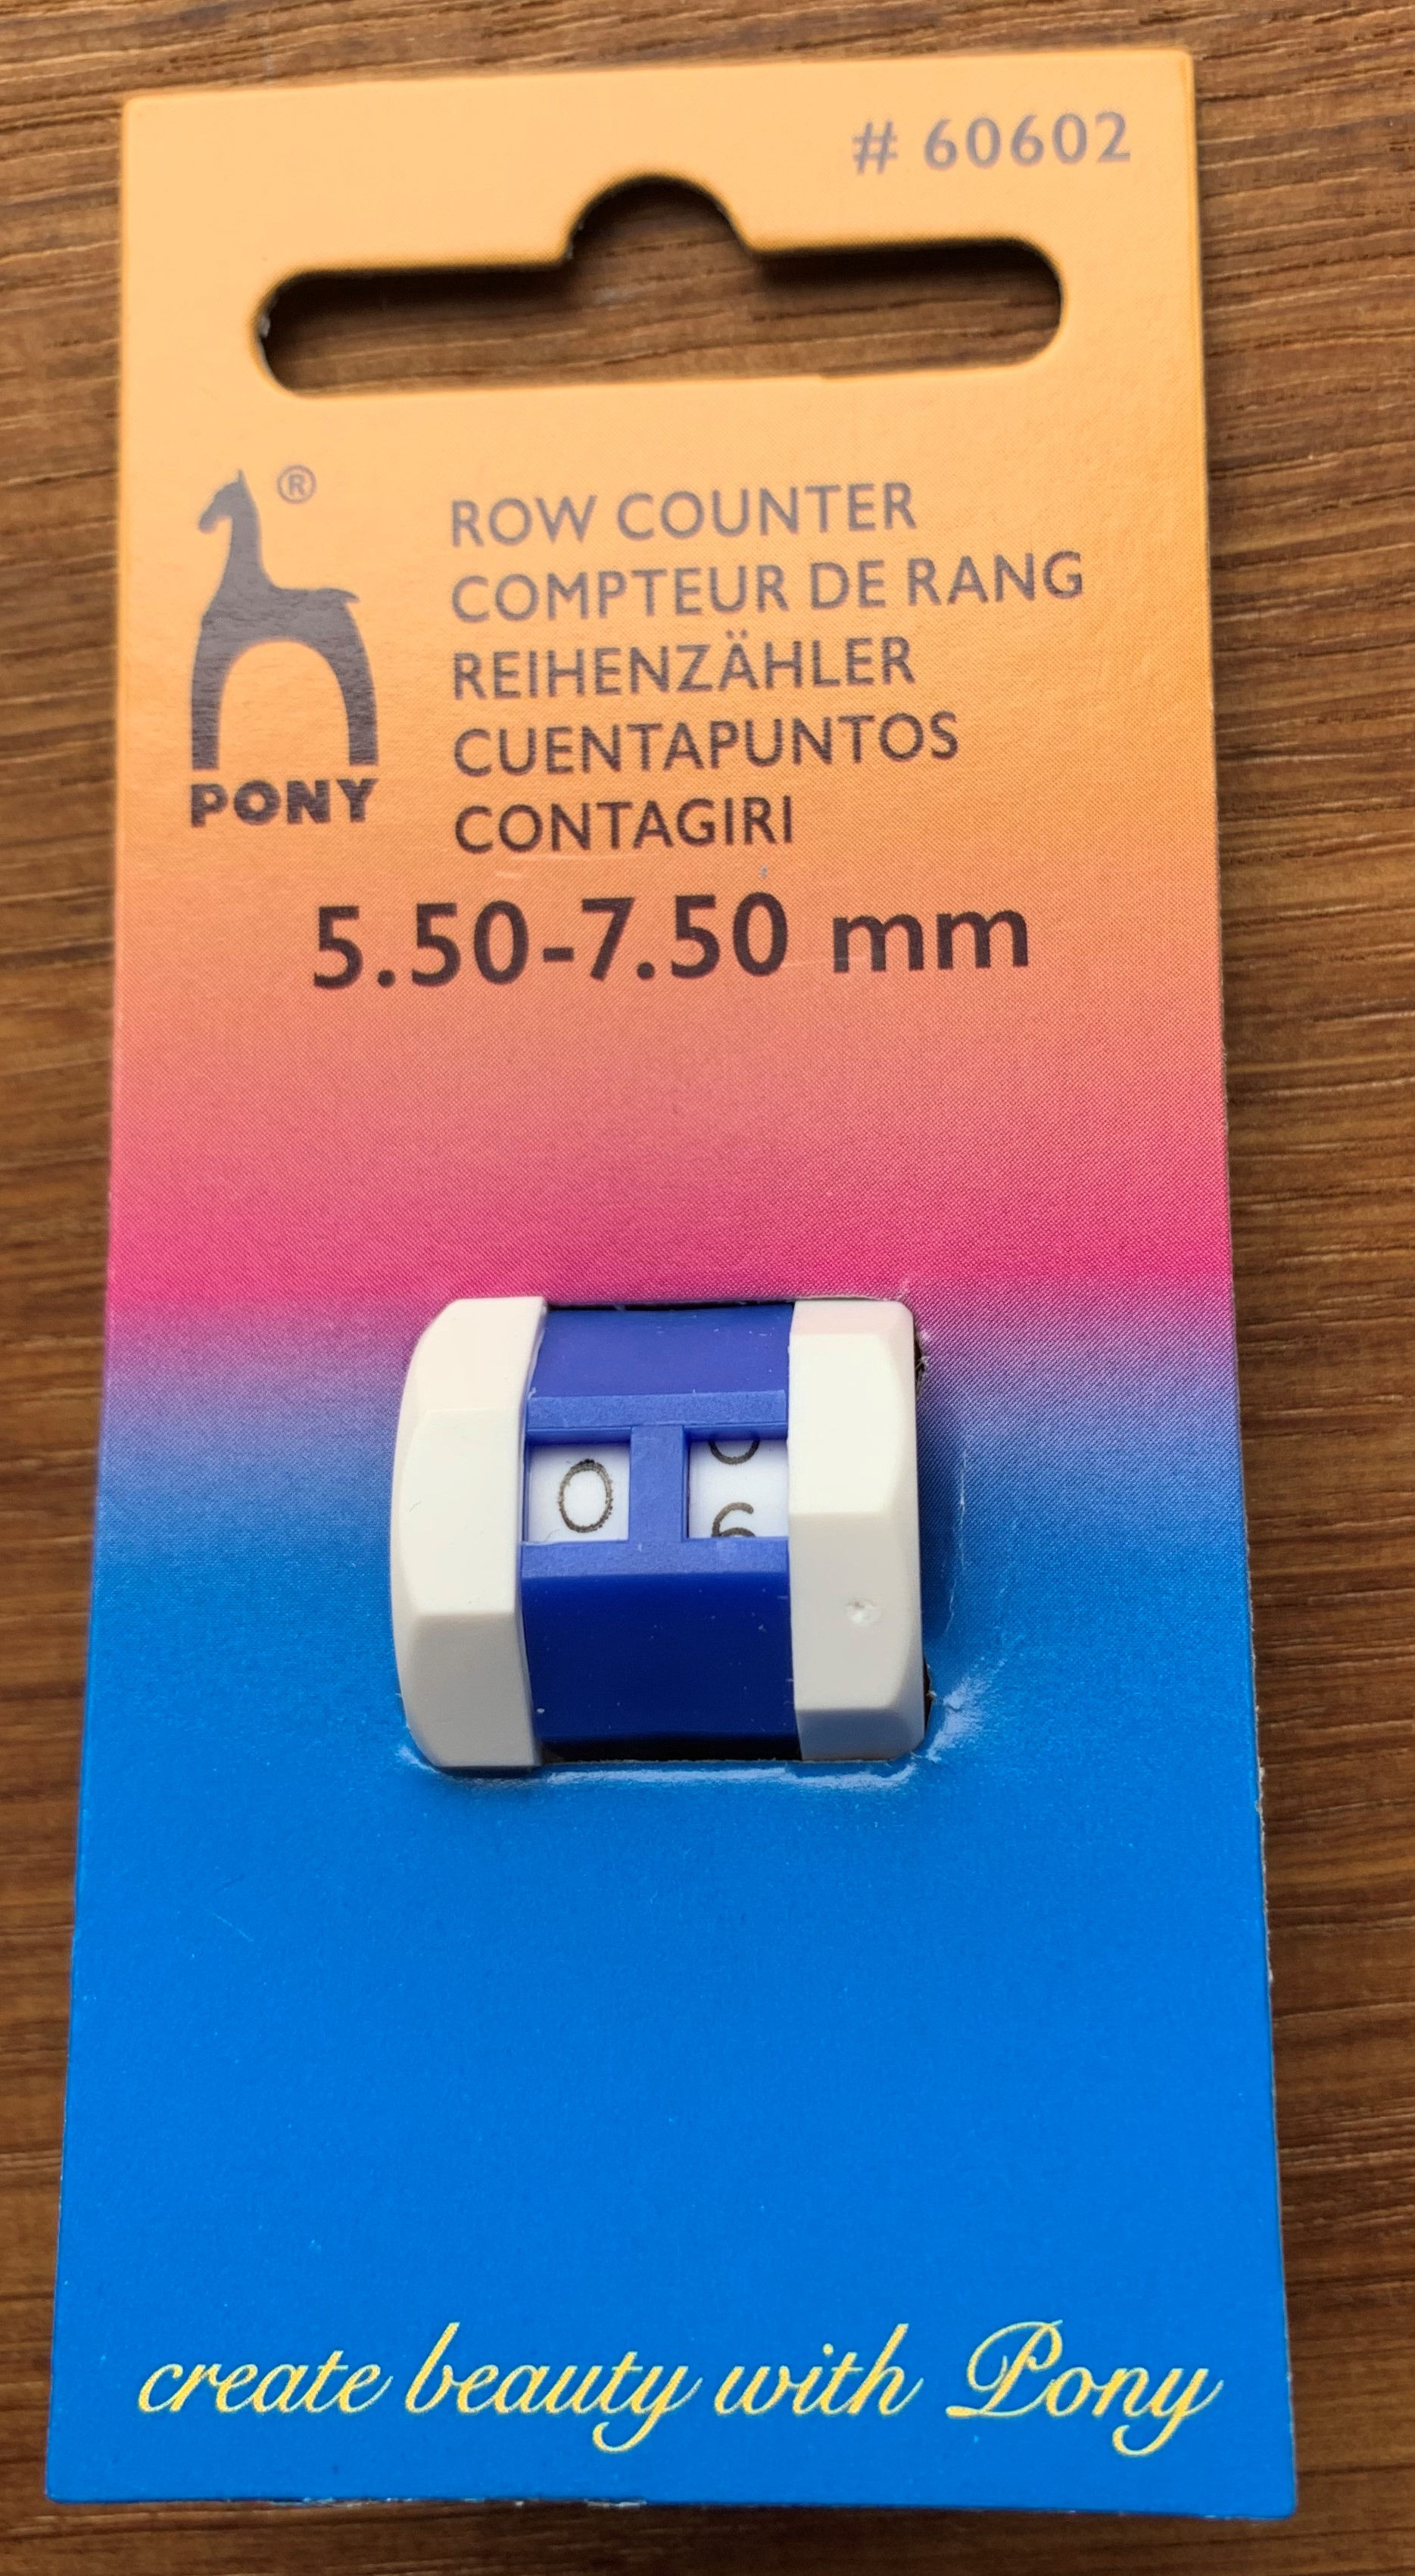 # 60602
®
ROW COUNTER
COMPTEUR DE RANG
REIHENZÄHLER
CUENTAPUNTOS
CONTAGIRI
PONY
5.50-7.50 mm
0
create beauty with Pony